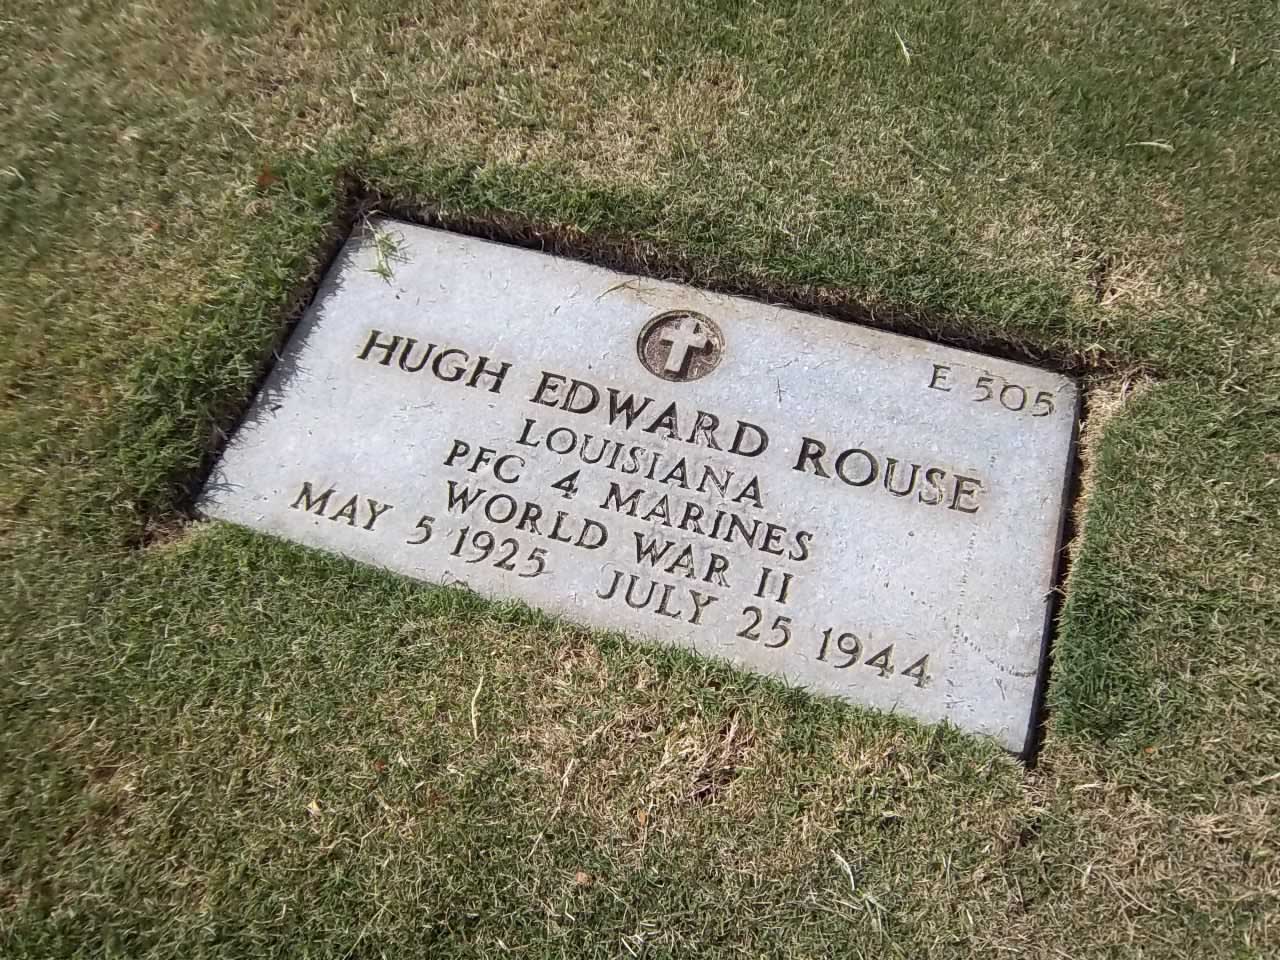 E 505
HUGH EDWARD ROUSE
LOUISIANA
PFC 4 MARINES
WORLD WAR II
MAY 5 1925 JULY 25 1944